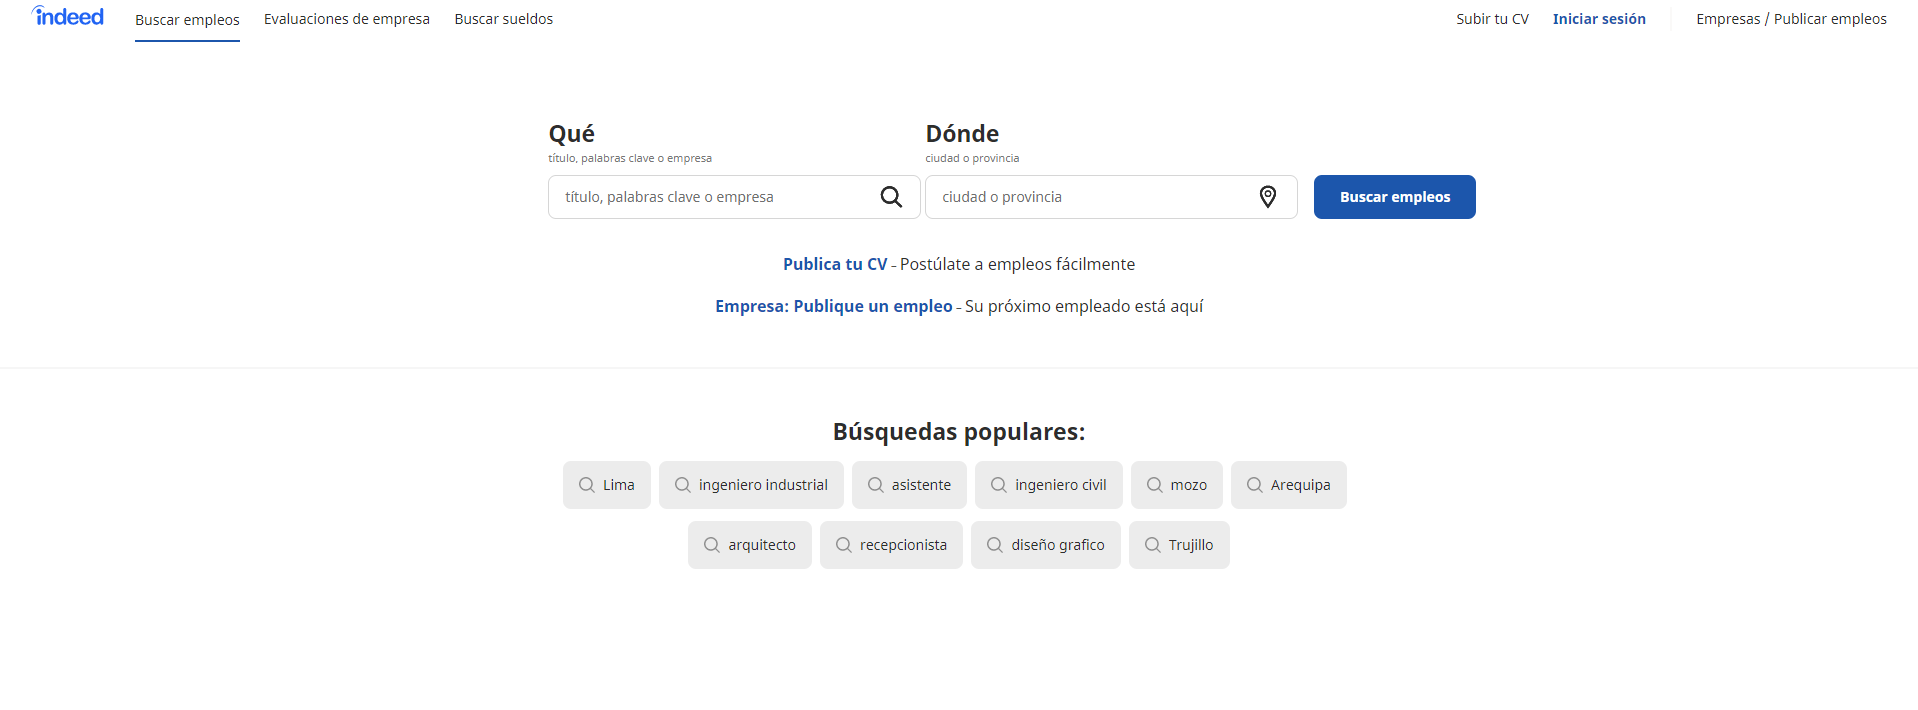 indeed Buscar empleos Evaluaciones de empresa Buscar sueldos Subir tu CV Iniciar sesión Empresas / Publicar empleos
Qué Dónde
título, palabras clave o empresa ciudad o provincia
título, palabras clave o empresa ciudad o provincia Buscar empleos
Publica tu CV – Postúlate a empleos fácilmente
Empresa: Publique un empleo – Su próximo empleado está aquí
Búsquedas populares:
Lima ingeniero industrial asistente ingeniero civil mozo Arequipa
arquitecto recepcionista diseño grafico Trujillo